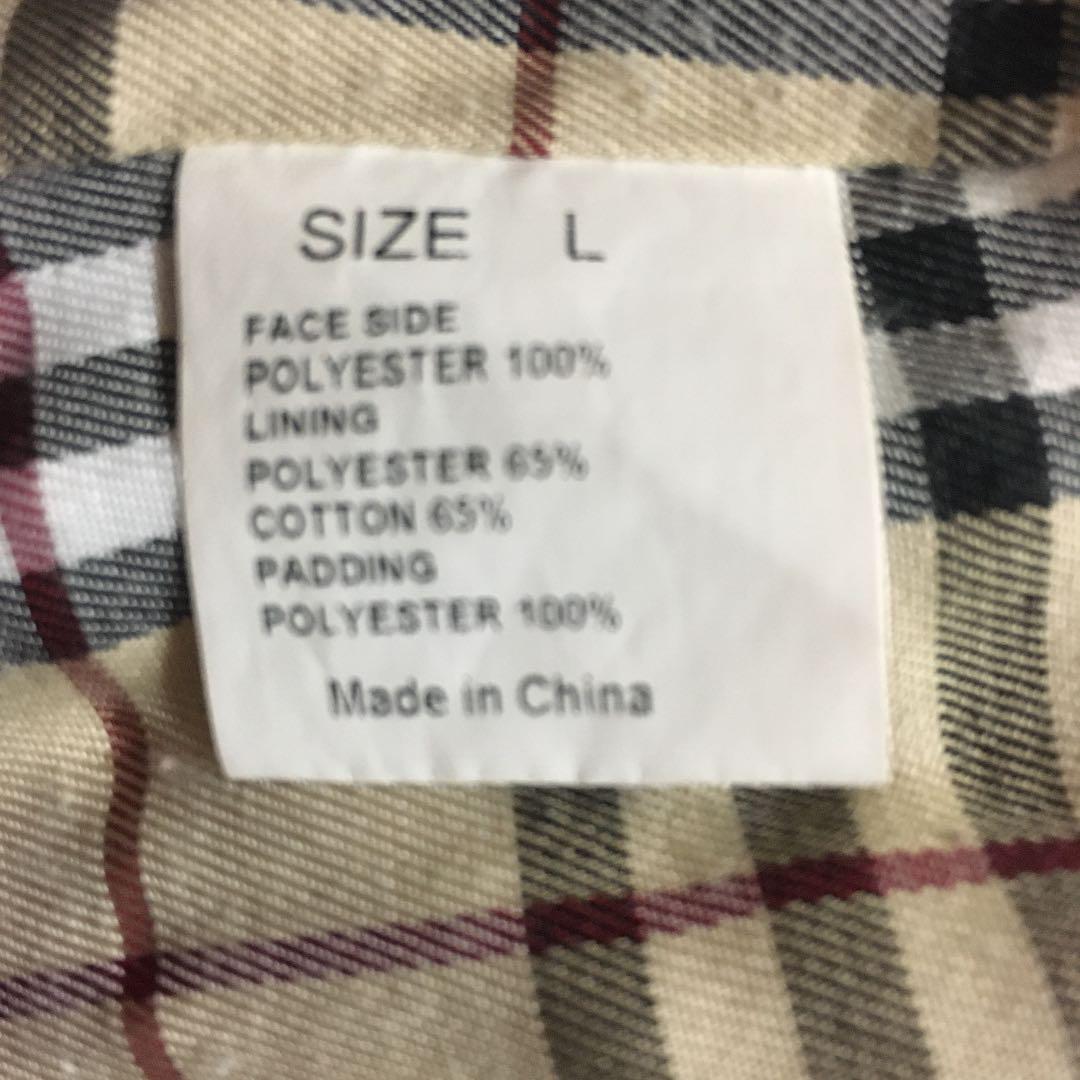 SIZE L
FACE SIDE
POLYESTER 100%
LINING
POLYESTER 65%
COTTON 65%
PADDING
POLYESTER 100%
Made in China